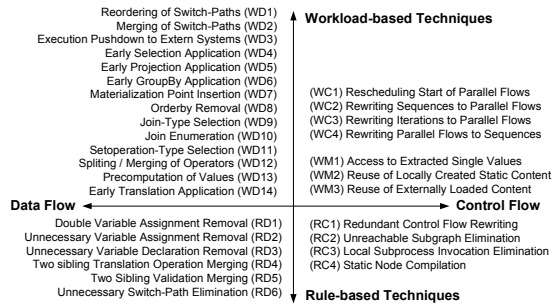 Reordering of Switch-Paths (WD1)
Merging of Switch-Paths (WD2)
Execution Pushdown to Extern Systems (WD3)
Early Selection Application (WD4)
Early Projection Application (WD5)
Early GroupBy Application (WD6)
Materialization Point Insertion (WD7)
Orderby Removal (WD8)
Join-Type Selection (WD9)
Join Enumeration (WD10)
Setoperation-Type Selection (WD11)
Spliting / Merging of Operators (WD12)
Precomputation of Values (WD13)
Early Translation Application (WD14)
Workload-based Techniques
(WC1) Rescheduling Start of Parallel Flows
(WC2) Rewriting Sequences to Parallel Flows
(WC3) Rewriting Iterations to Parallel Flows
(WC4) Rewriting Parallel Flows to Sequences
(WM1) Access to Extracted Single Values
(WM2) Reuse of Locally Created Static Content
(WM3) Reuse of Externally Loaded Content
Data Flow
Control Flow
Double Variable Assignment Removal (RD1)
Unnecessary Variable Assignment Removal (RD2)
Unnecessary Variable Declaration Removal (RD3)
Two sibling Translation Operation Merging (RD4)
Two Sibling Validation Merging (RD5)
Unnecessary Switch-Path Elimination (RD6)
(RC1) Redundant Control Flow Rewriting
(RC2) Unreachable Subgraph Elimination
(RC3) Local Subprocess Invocation Elimination
(RC4) Static Node Compilation
Rule-based Techniques